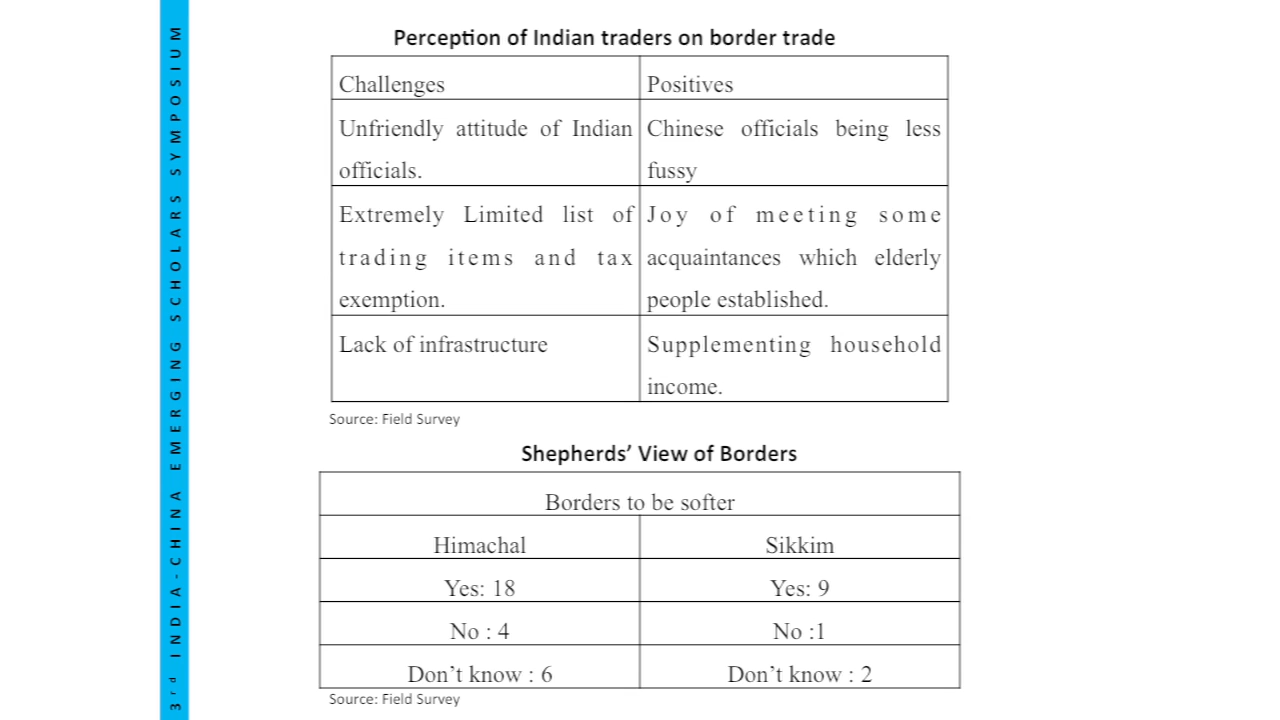 3rd INDIA-CHINA EMERGING SCHOLARS SYMPOSIUM
Perception of Indian traders on border trade
Challenges
Positives
Unfriendly attitude of Indian
officials.
Chinese officials being less
fussy
Extremely Limited list of
trading items and tax
exemption.
Joy of meeting some
acquaintances which elderly
people established.
Lack of infrastructure
Supplementing household
income.
Source: Field Survey
Shepherds’ View of Borders
Borders to be softer
Himachal
Sikkim
Yes: 18
Yes: 9
No : 4
No :1
Don’t know : 6
Don’t know : 2
Source: Field Survey